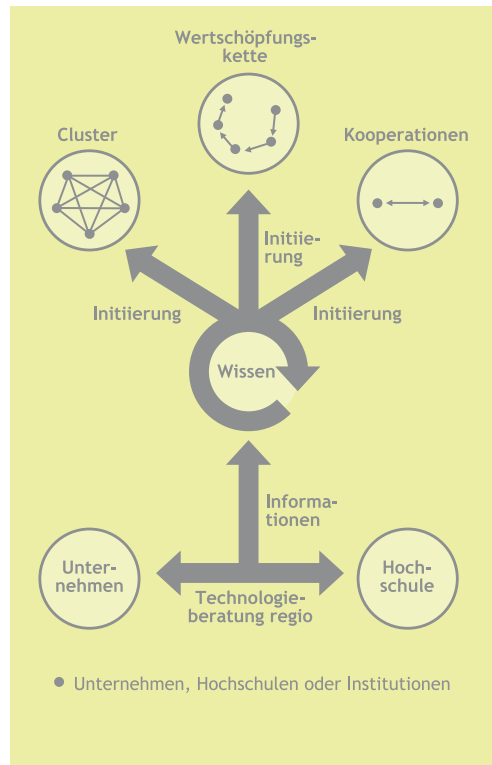 Wertschöpfungs-
kette
Cluster
Kooperationen
Initiie-
rung
Initiierung
Initiierung
Wissen
Informa-
tionen
Unter-
nehmen
Hoch-
schule
Technologie-
beratung regio
Unternehmen, Hochschulen oder Institutionen